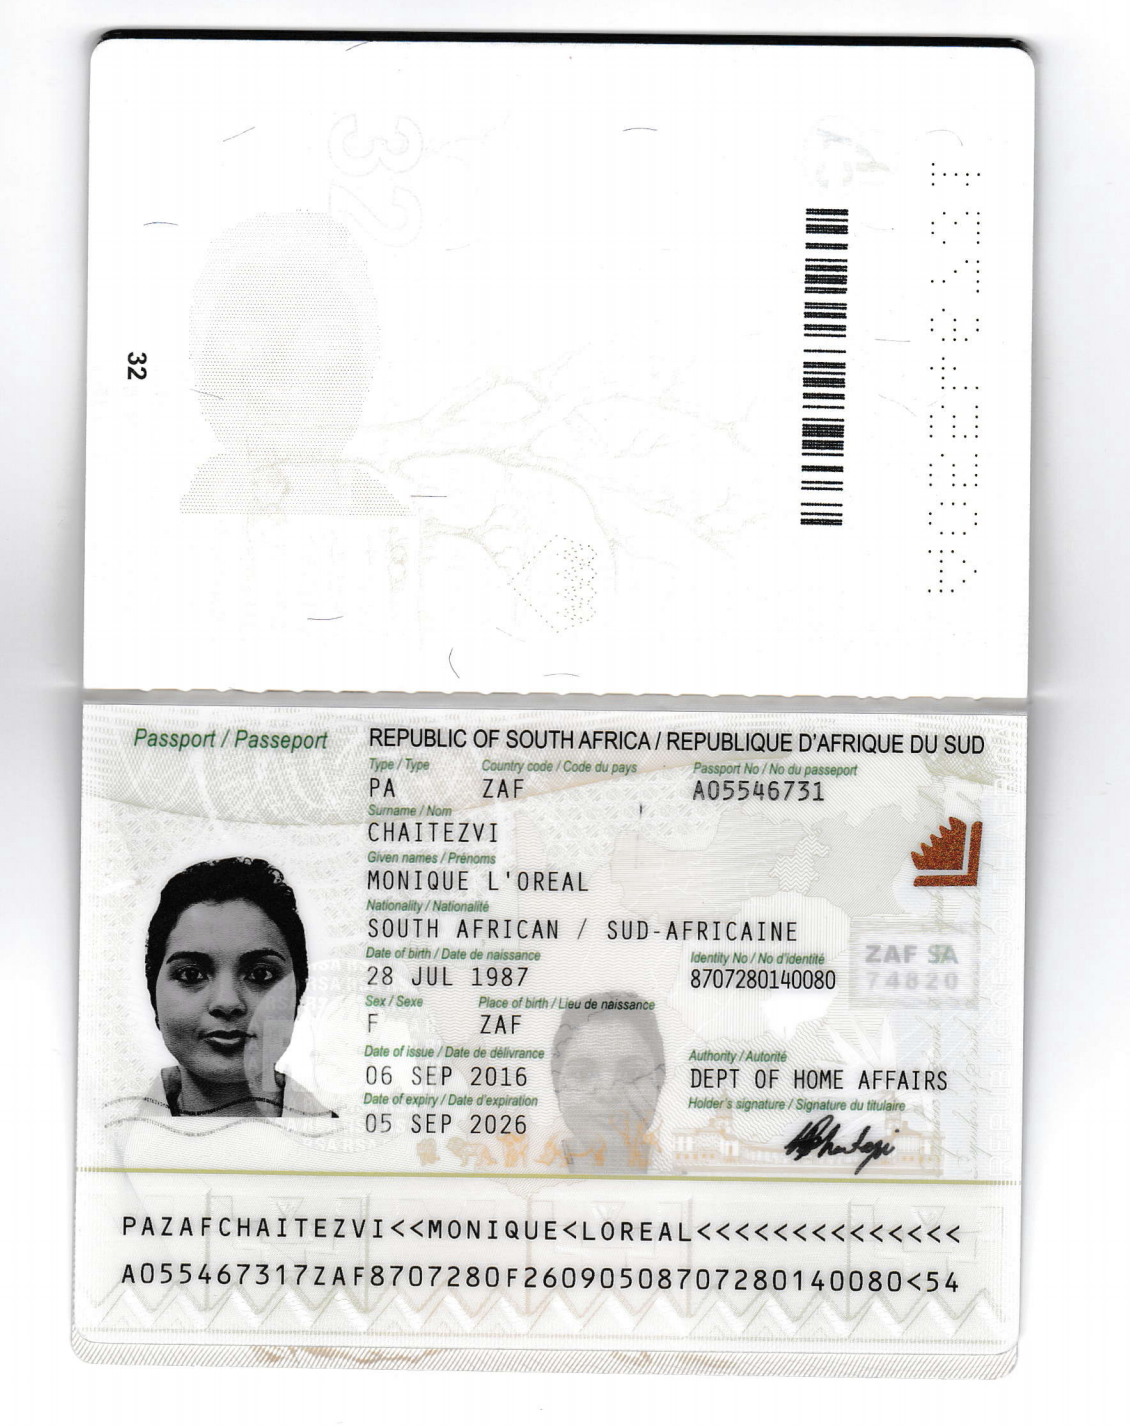 32
Passport / Passeport
REPUBLIC OF SOUTH AFRICA / REPUBLIQUE D'AFRIQUE DU SUD
Type / Type Country code / Code du pays Passport No / No du passeport
PA ZAF A05546731
Surname / Nom
CHAITEZVI
Given names / Prénoms
MONIQUE L'OREAL
Nationality / Nationalité
SOUTH AFRICAN / SUD-AFRICAINE
Date of birth / Date de naissance Identity No / No d'identité
28 JUL 1987 8707280140080
ZAF SA
74820
Sex / Sexe Place of birth / Lieu de naissance
F ZAF
Date of issue / Date de délivrance Authority / Autorité
06 SEP 2016 DEPT OF HOME AFFAIRS
Date of expiry / Date d'expiration Holder's signature / Signature du titulaire
05 SEP 2026
PAZAFCHAITEZVI<<MONIQUE<LOREAL<<<<<<<<<<<<<<
A055467317ZAF8707280F26090508707280140080<54